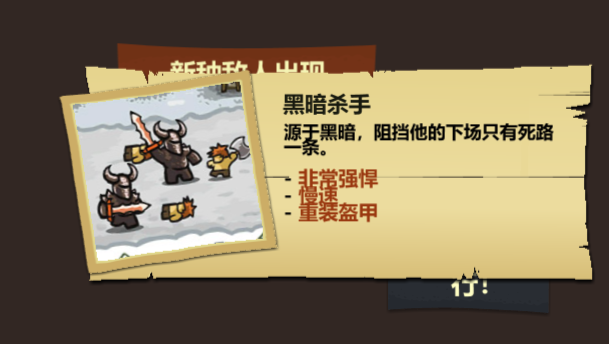 新种敌人出现
黑暗杀手
源于黑暗，阻挡他的下场只有死路
一条。
- 非常强悍
- 慢速
- 重装盔甲
行！